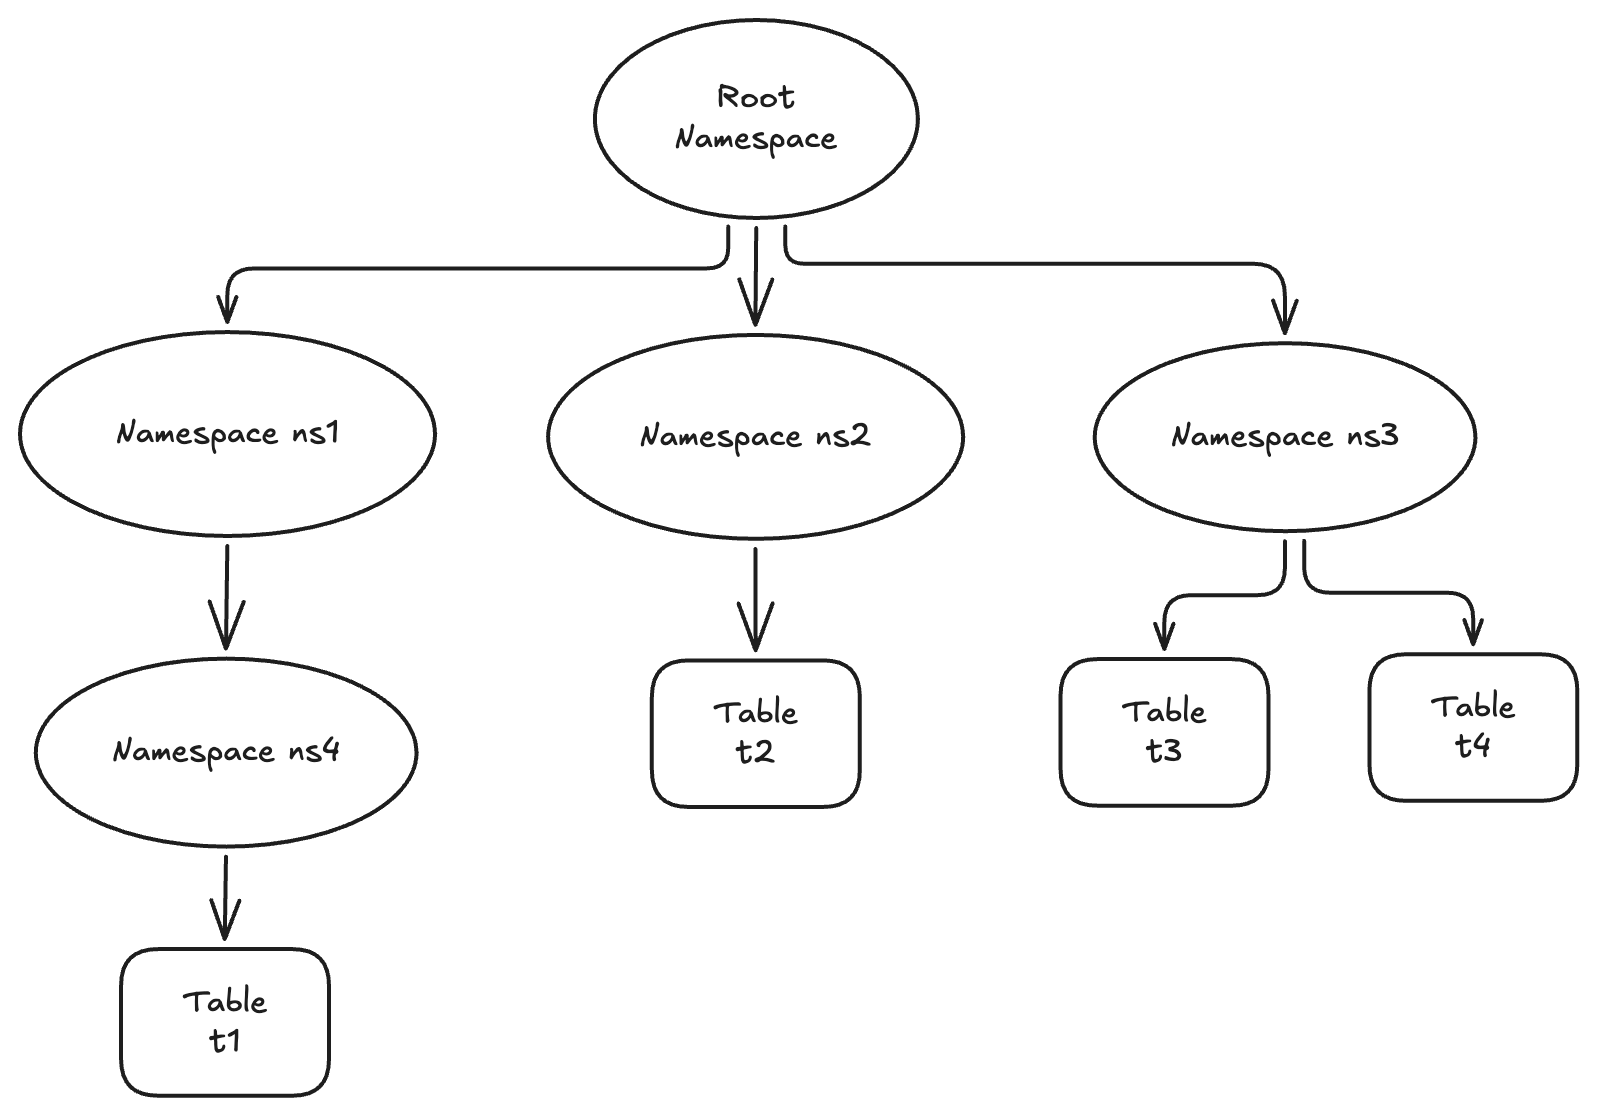 Root
Namespace
Namespace ns1
Namespace ns2
Namespace ns3
Namespace ns4
Table
t2
Table
t3
Table
t4
Table
t1